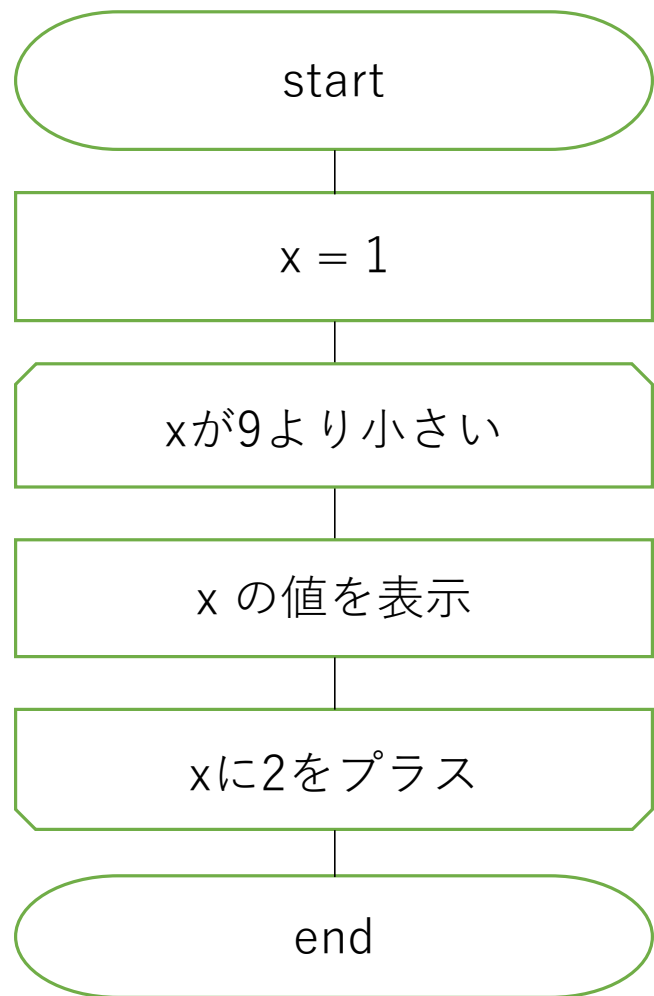 start
x = 1
xが9より小さい
x の値を表示
xに2をプラス
end